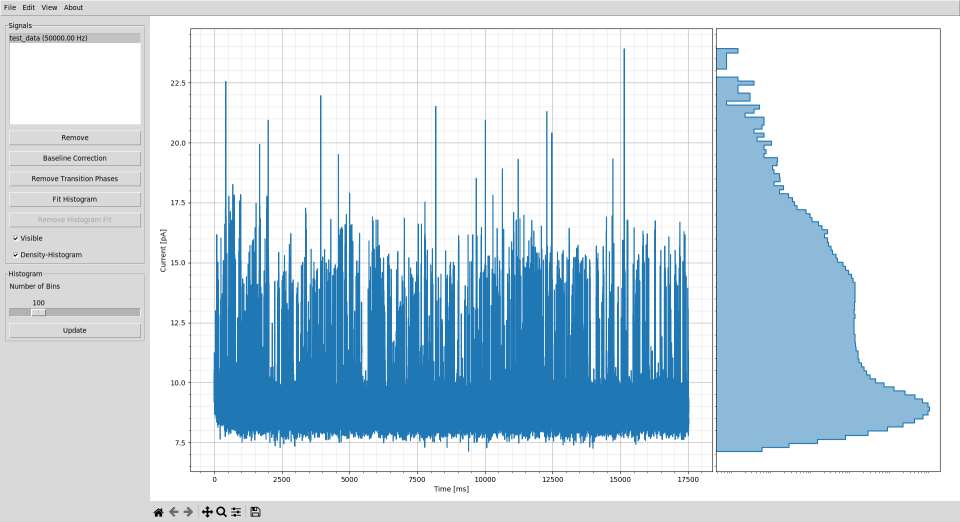 File Edit View About
Signals
test_data (50000.00 Hz)
Remove
Baseline Correction
Remove Transition Phases
Fit Histogram
Remove Histogram Fit
Visible
Density-Histogram
Histogram
Number of Bins
100
Update
Current [pA]
22.5
20.0
17.5
15.0
12.5
10.0
7.5
0 2500 5000 7500 10000 12500 15000 17500
Time [ms]